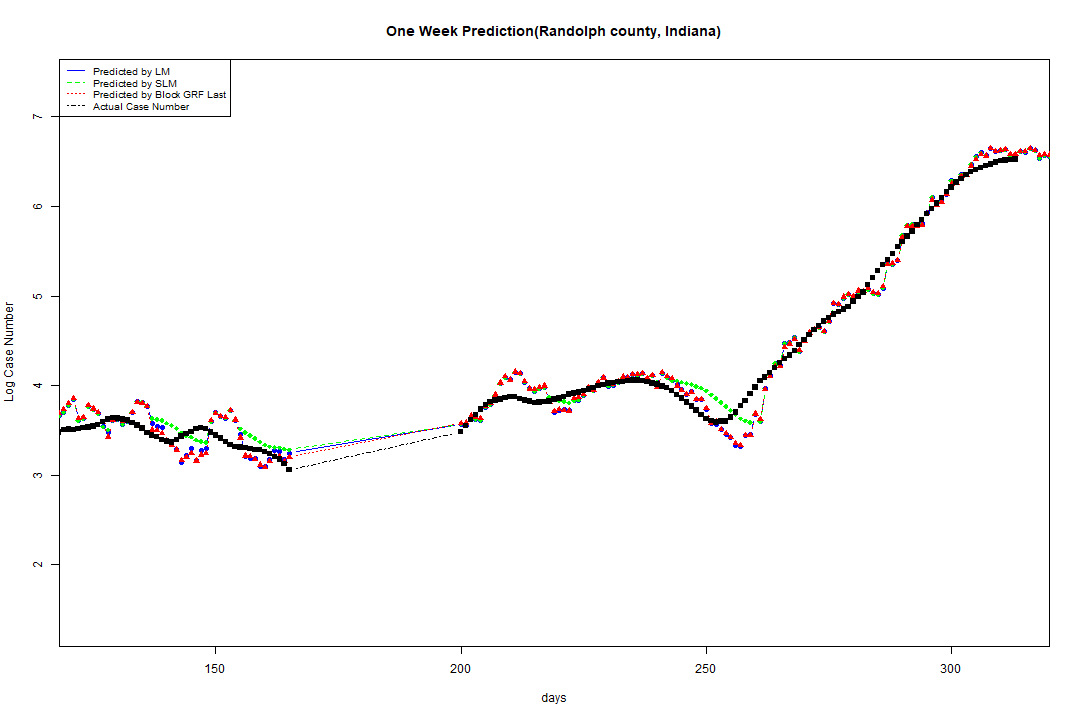 One Week Prediction(Randolph county, Indiana)
Predicted by LM
Predicted by SLM
Predicted by Block GRF Last
Actual Case Number
7
6
5
4
3
2
Log Case Number
150
200
250
300
days